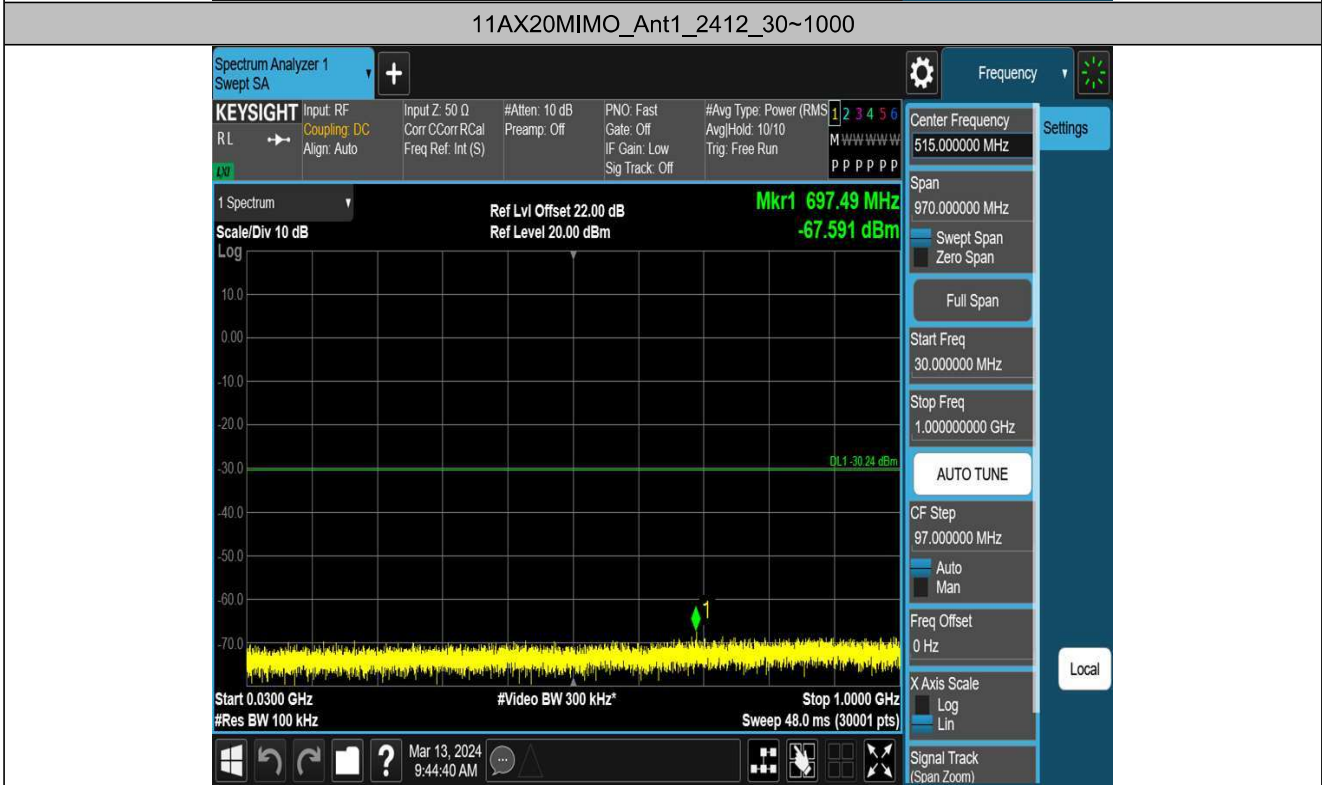 11AX20MIMO_Ant1_2412_30~1000
Spectrum Analyzer 1
Swept SA
+
Frequency
KEYSIGHT
RL
LXI
Input: RF
Coupling: DC
Align: Auto
Input Z: 50 Ω
Corr CCorr RCal
Freq Ref: Int (S)
#Atten: 10 dB
Preamp: Off
PNO: Fast
Gate: Off
IF Gain: Low
Sig Track: Off
#Avg Type: Power (RMS
Avg|Hold: 10/10
Trig: Free Run
1 2 3 4 5 6
M W W W W W
P P P P P P
Center Frequency
515.000000 MHz
Settings
Span
970.000000 MHz
Swept Span
Zero Span
Full Span
Start Freq
30.000000 MHz
Stop Freq
1.000000000 GHz
AUTO TUNE
CF Step
97.000000 MHz
Auto
Man
Freq Offset
0 Hz
X Axis Scale
Log
Lin
Signal Track
(Span Zoom)
Local
1 Spectrum
Scale/Div 10 dB
Log
Ref Lvl Offset 22.00 dB
Ref Level 20.00 dBm
Mkr1 697.49 MHz
-67.591 dBm
10.0
0.00
-10.0
-20.0
-30.0
DL1 -30.24 dBm
-40.0
-50.0
-60.0
1
-70.0
Start 0.0300 GHz
#Video BW 300 kHz*
Stop 1.0000 GHz
#Res BW 100 kHz
Sweep 48.0 ms (30001 pts)
?
Mar 13, 2024
9:44:40 AM